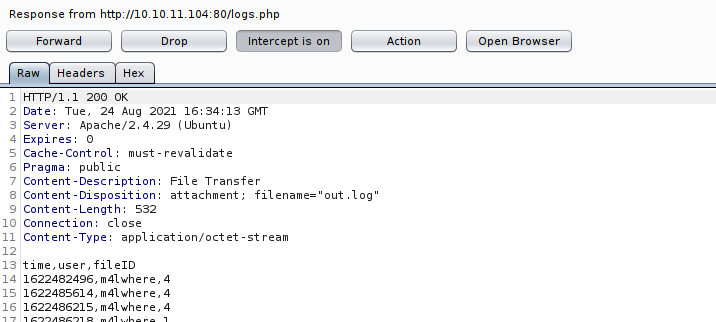 Response from http://10.10.11.104:80/logs.php
Forward Drop Intercept is on Action Open Browser
Raw Headers Hex
1 HTTP/1.1 200 OK
2 Date: Tue, 24 Aug 2021 16:34:13 GMT
3 Server: Apache/2.4.29 (Ubuntu)
4 Expires: 0
5 Cache-Control: must-revalidate
6 Pragma: public
7 Content-Description: File Transfer
8 Content-Disposition: attachment; filename="out.log"
9 Content-Length: 532
10 Connection: close
11 Content-Type: application/octet-stream
12
13 time,user,fileID
14 1622482496,m4lwhere,4
15 1622485614,m4lwhere,4
16 1622486215,m4lwhere,4
17 1622486218,m4lwhere,1